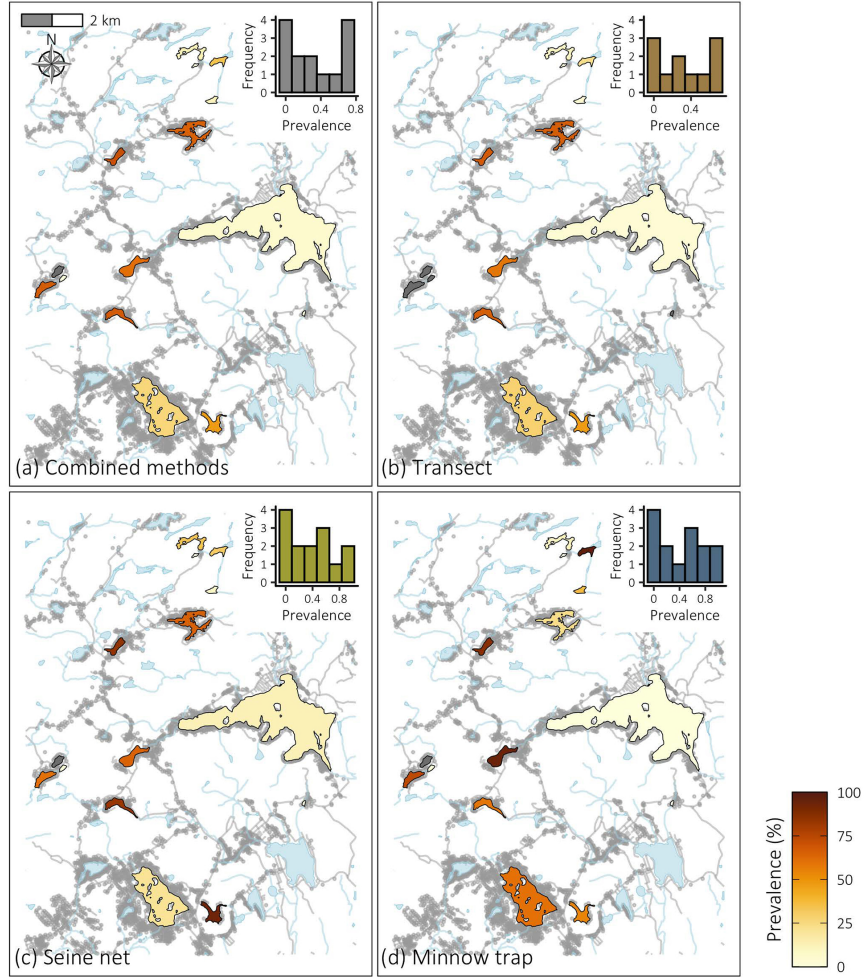 2 km
N
Frequency
4
3
2
1
0
0
0.4
0.8
Prevalence
(a) Combined methods
Frequency
4
3
2
1
0
0
0.4
Prevalence
(b) Transect
Frequency
4
3
2
1
0
0
0.4
0.8
Prevalence
(c) Seine net
Frequency
4
3
2
1
0
0
0.4
0.8
Prevalence
(d) Minnow trap
Prevalence (%)
100
75
50
25
0